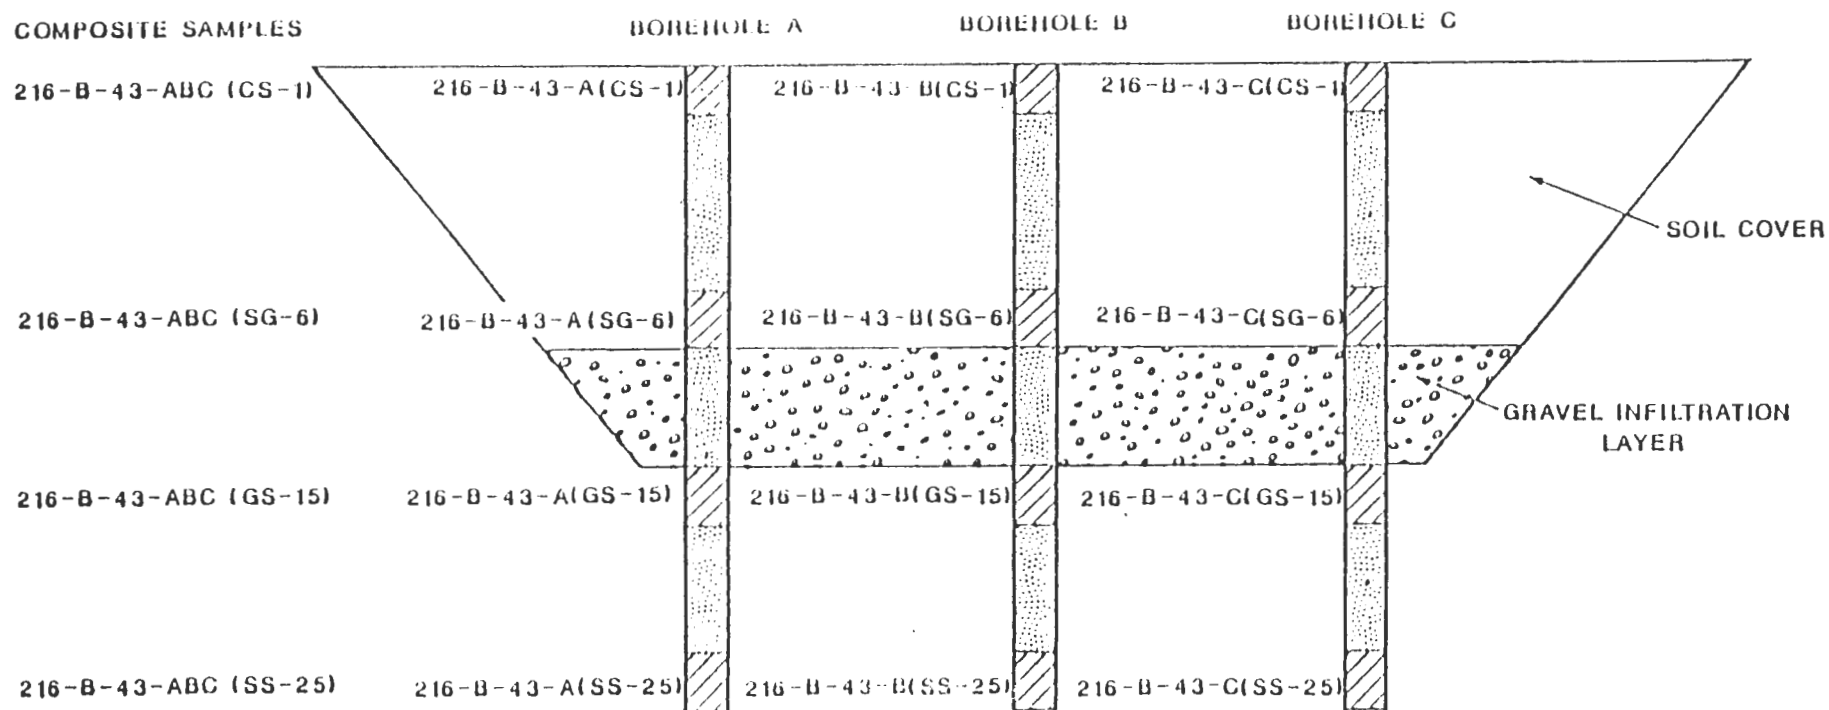 COMPOSITE SAMPLES BOREHOLE A BOREHOLE B BOREHOLE C
216-B-43-ABC (CS-1) 216-B-43-A(CS-1) 216-B-43-B(CS-1 216-B-43-C(CS-1
SOIL COVER
216-B-43-ABC (SG-6) 216-B-43-A(SG-6) 216-B-43-B(SG-6) 216-B-43-C(SG-6)
GRAVEL INFILTRATION
LAYER
216-B-43-ABC (GS-15) 216-B-43-A(GS-15) 216-B-43-B(GS-15) 216-B-43-C(GS-15)
216-B-43-ABC (SS-25) 216-B-43-A(SS-25) 216-B-43-B(SS-25) 216-B-43-C(SS-25)